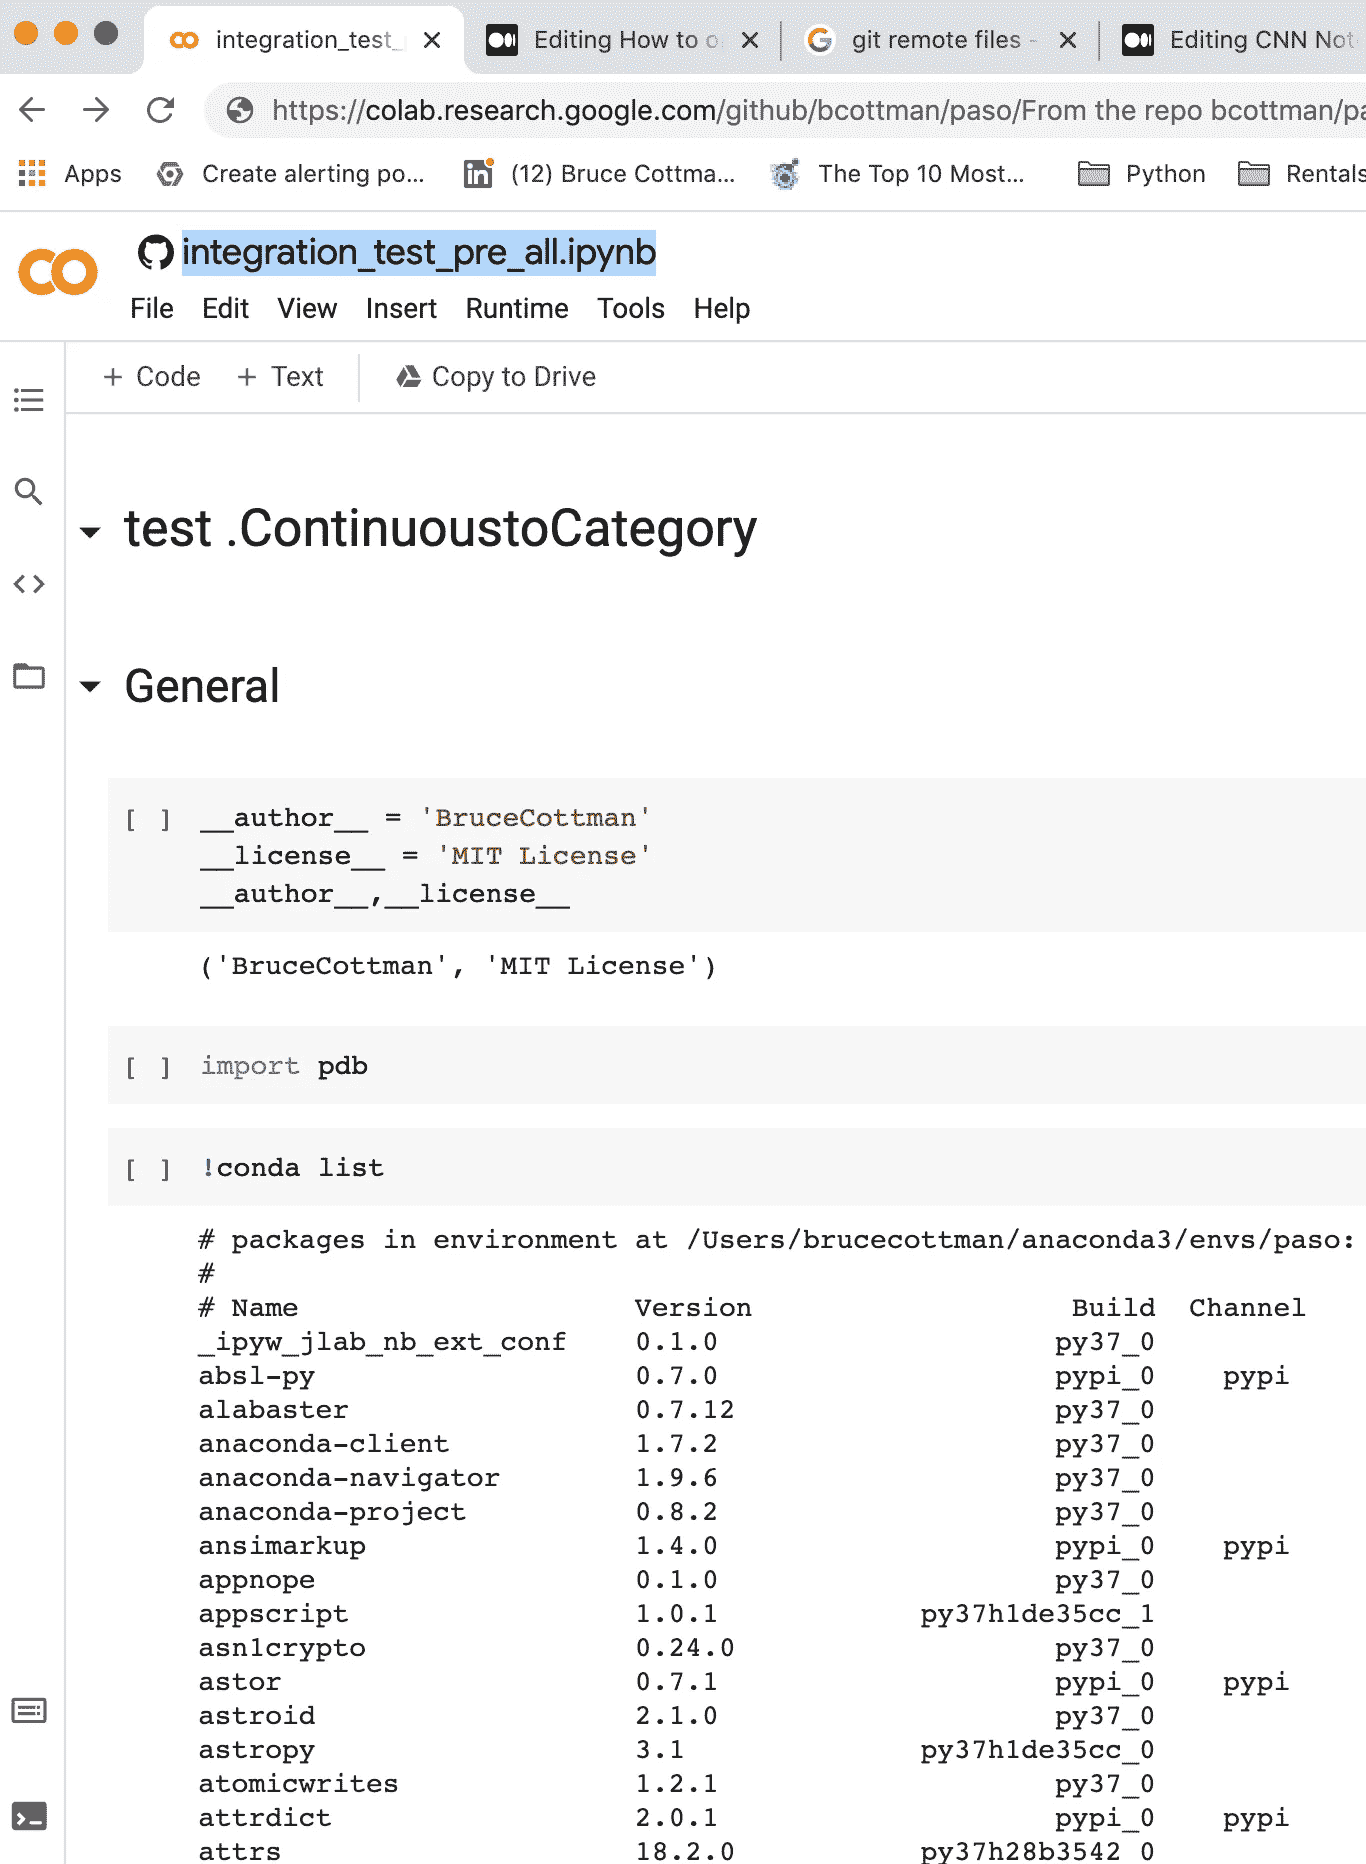 integration_test_
Editing How to o
git remote files -
Editing CNN Not
https://colab.research.google.com/github/bcottman/paso/From the repo bcottman/pa
Apps
Create alerting po...
(12) Bruce Cottma...
The Top 10 Most...
Python
Rentals
integration_test_pre_all.ipynb
File Edit View Insert Runtime Tools Help
+ Code + Text Copy to Drive
test .ContinuoustoCategory
General
[ ] __author__ = 'BruceCottman'
__license__ = 'MIT License'
__author__,__license__
('BruceCottman', 'MIT License')
[ ] import pdb
[ ] !conda list
# packages in environment at /Users/brucecottman/anaconda3/envs/paso:
#
# Name Version Build Channel
_ipyw_jlab_nb_ext_conf 0.1.0 py37_0
absl-py 0.7.0 pypi_0 pypi
alabaster 0.7.12 py37_0
anaconda-client 1.7.2 py37_0
anaconda-navigator 1.9.6 py37_0
anaconda-project 0.8.2 py37_0
ansimarkup 1.4.0 pypi_0 pypi
appnope 0.1.0 py37_0
appscript 1.0.1 py37h1de35cc_1
asn1crypto 0.24.0 py37_0
astor 0.7.1 pypi_0 pypi
astroid 2.1.0 py37_0
astropy 3.1 py37h1de35cc_0
atomicwrites 1.2.1 py37_0
attrdict 2.0.1 pypi_0 pypi
attrs 18.2.0 py37h28b3542_0